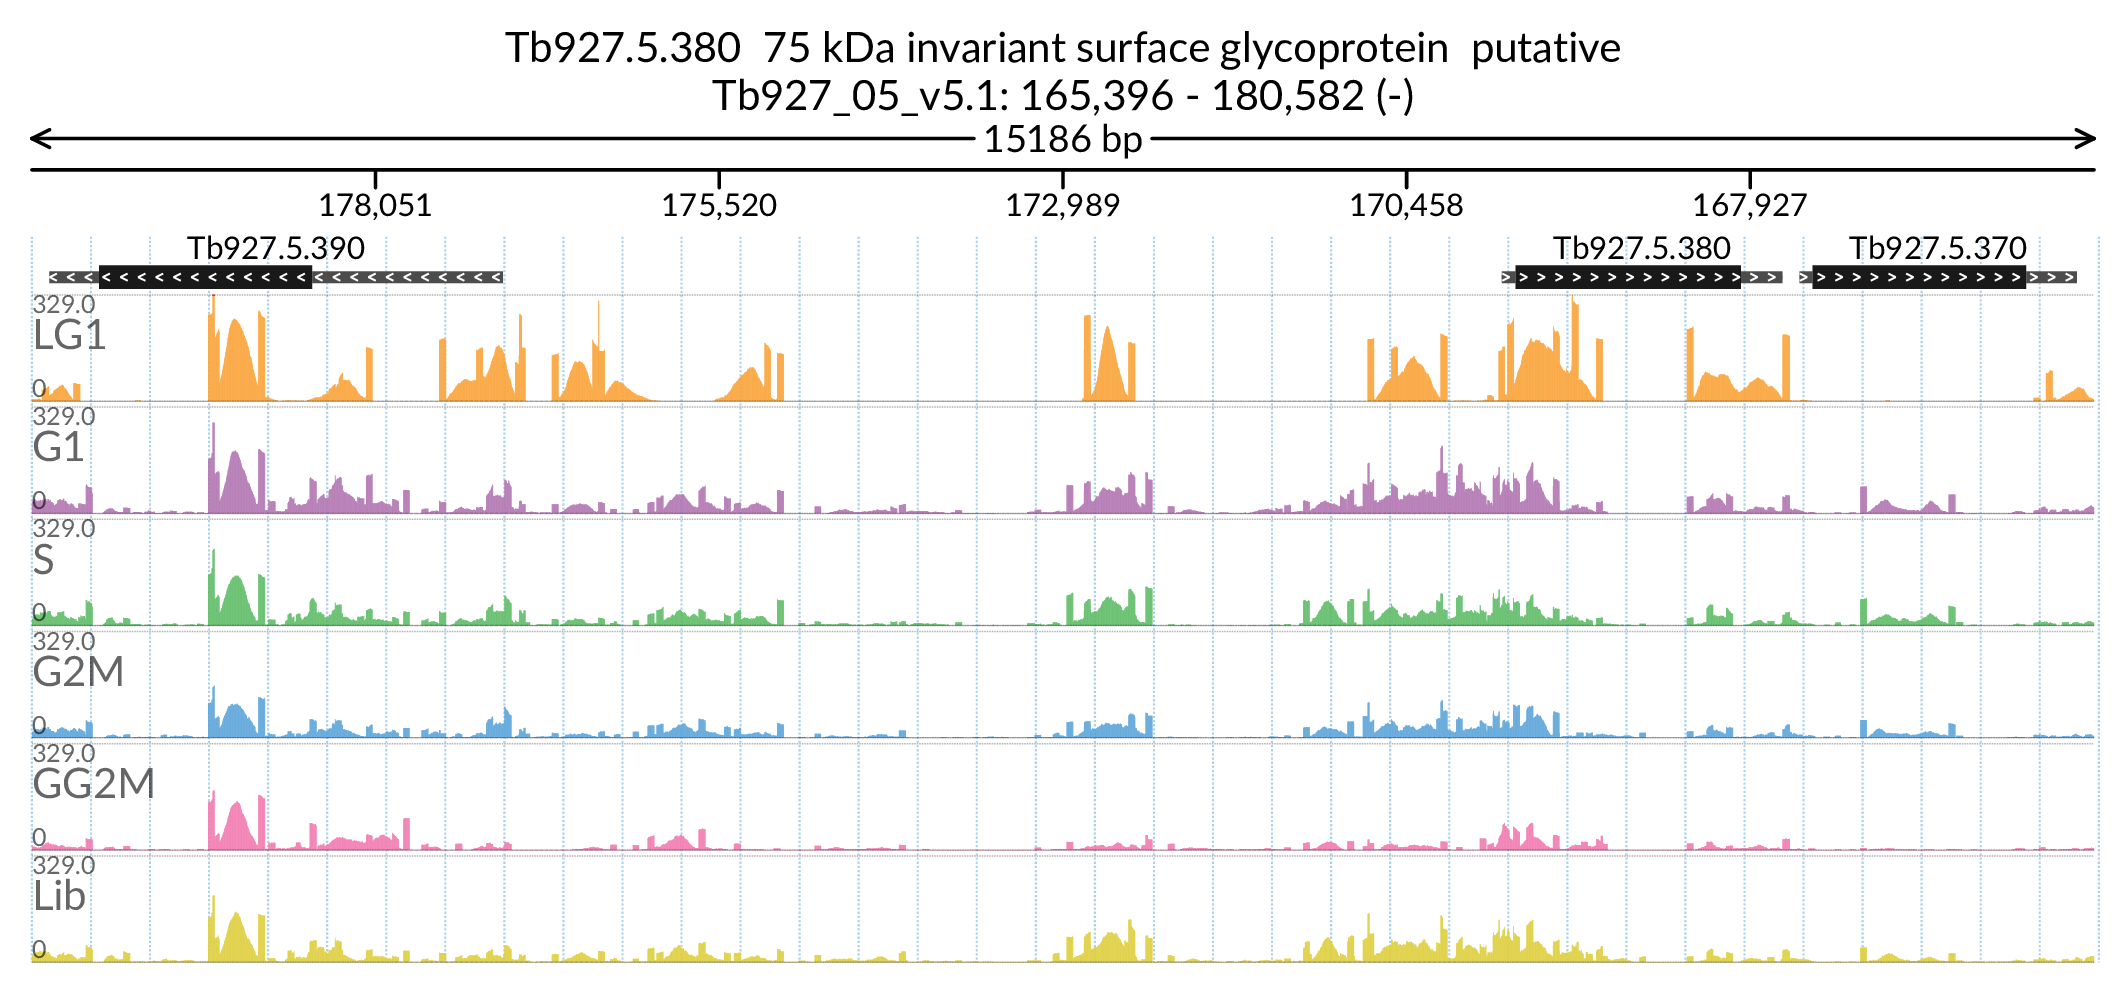 Tb927.5.380  75 kDa invariant surface glycoprotein  putative
Tb927_05_v5.1: 165,396 - 180,582 (-)
15186 bp
178,051 175,520 172,989 170,458 167,927
Tb927.5.390 Tb927.5.380 Tb927.5.370
329.0
LG1
0
329.0
G1
0
329.0
S
0
329.0
G2M
0
329.0
GG2M
0
329.0
Lib
0